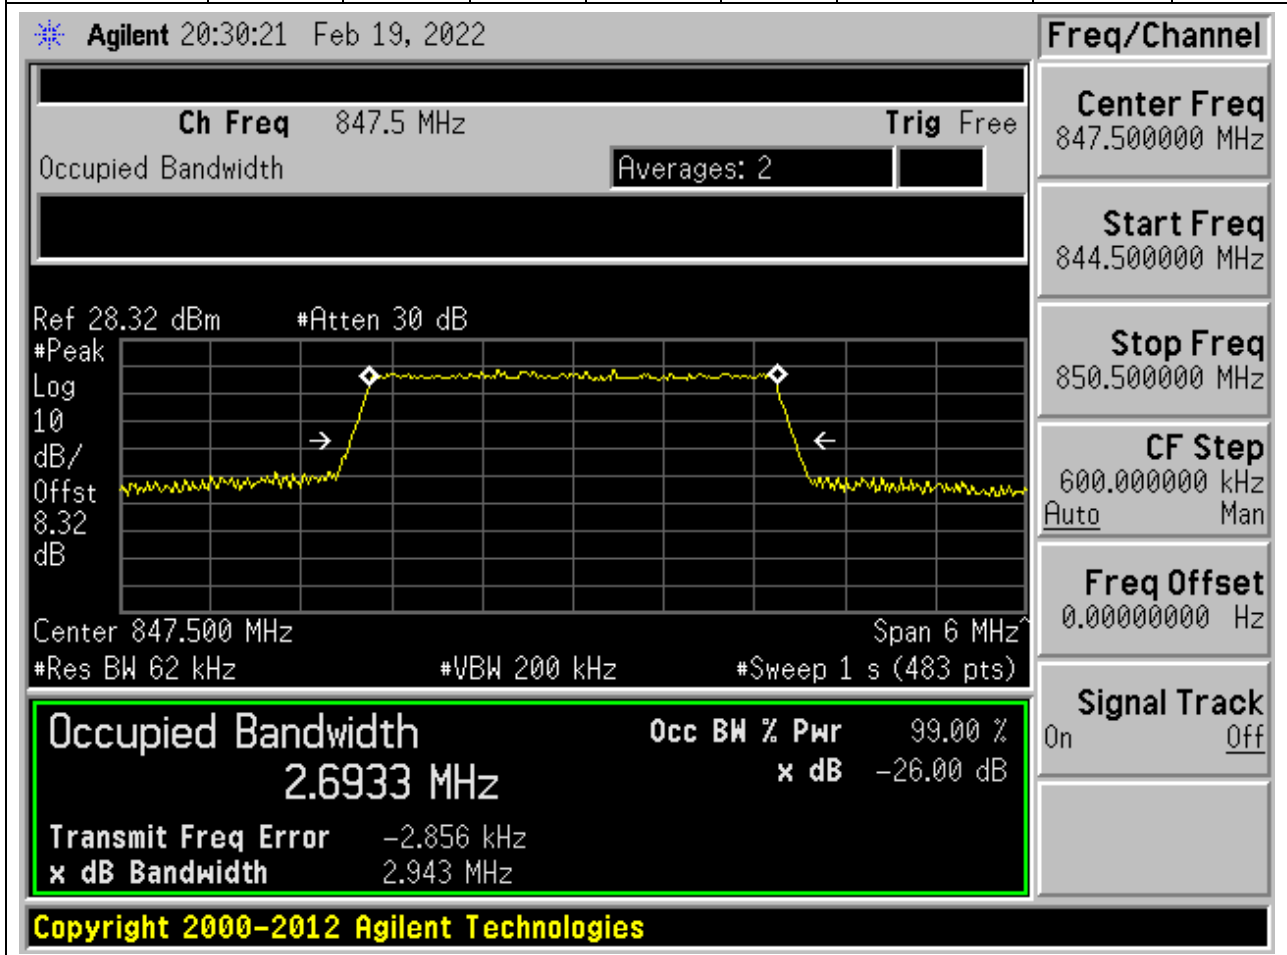 Agilent 20:30:21 Feb 19, 2022
Freq/Channel
Ch Freq 847.5 MHz Trig Free
Occupied Bandwidth Averages: 2
Center Freq
847.500000 MHz
Start Freq
844.500000 MHz
Stop Freq
850.500000 MHz
CF Step
600.000000 kHz
Auto Man
Freq Offset
0.00000000 Hz
Signal Track
On Off
Ref 28.32 dBm #Atten 30 dB
#Peak
Log
10
dB/
Offst
8.32
dB
Center 847.500 MHz Span 6 MHz^
#Res BW 62 kHz #VBW 200 kHz #Sweep 1 s (483 pts)
Occupied Bandwidth Occ BW % Pwr 99.00 %
2.6933 MHz x dB -26.00 dB
Transmit Freq Error -2.856 kHz
x dB Bandwidth 2.943 MHz
Copyright 2000-2012 Agilent Technologies